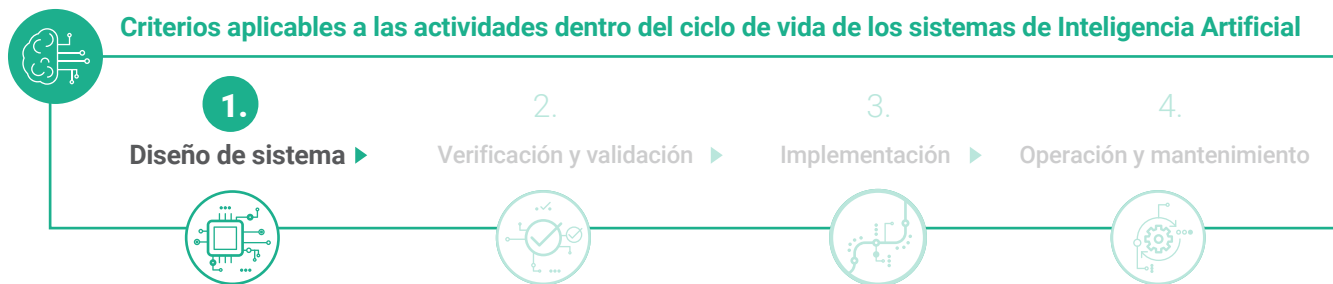 Criterios aplicables a las actividades dentro del ciclo de vida de los sistemas de Inteligencia Artificial
1.
Diseño de sistema
2.
Verificación y validación
3.
Implementación
4.
Operación y mantenimiento